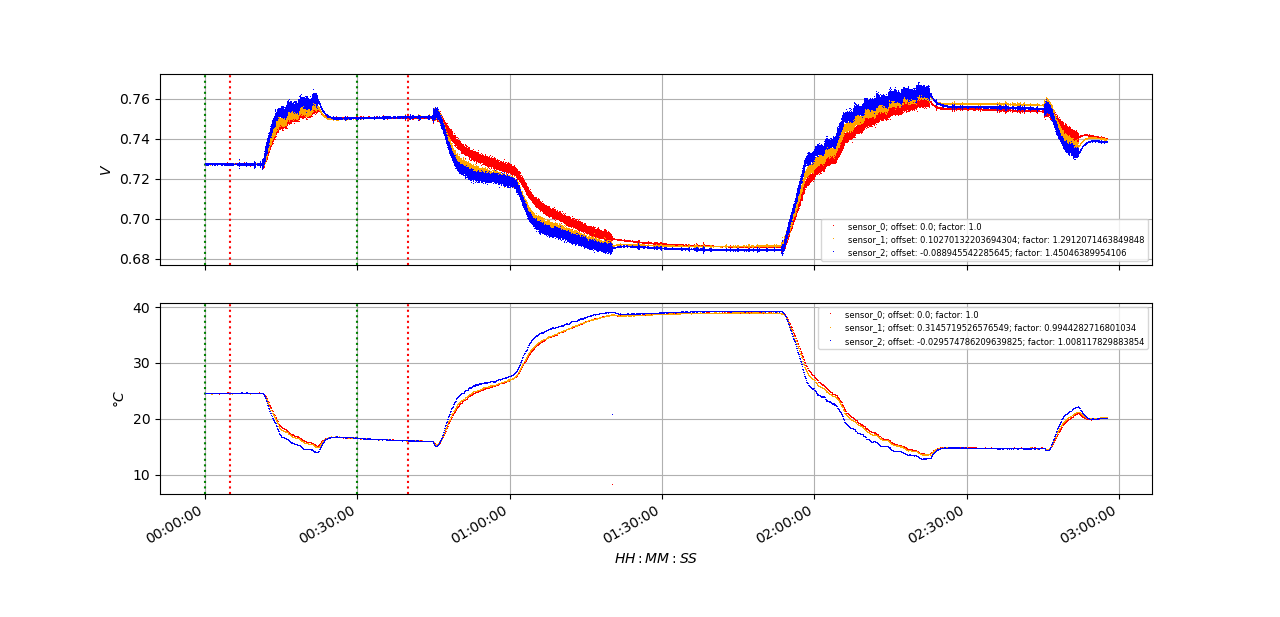 0.76
0.74
0.72
0.70
0.68
V
sensor_0; offset: 0.0; factor: 1.0
sensor_1; offset: 0.10270132203694304; factor: 1.2912071463849848
sensor_2; offset: -0.088945542285645; factor: 1.45046389954106
40
30
20
10
°C
sensor_0; offset: 0.0; factor: 1.0
sensor_1; offset: 0.3145719526576549; factor: 0.9944282716801034
sensor_2; offset: -0.029574786209639825; factor: 1.008117829883854
00:00:00
00:30:00
01:00:00
01:30:00
02:00:00
02:30:00
03:00:00
HH : MM : SS